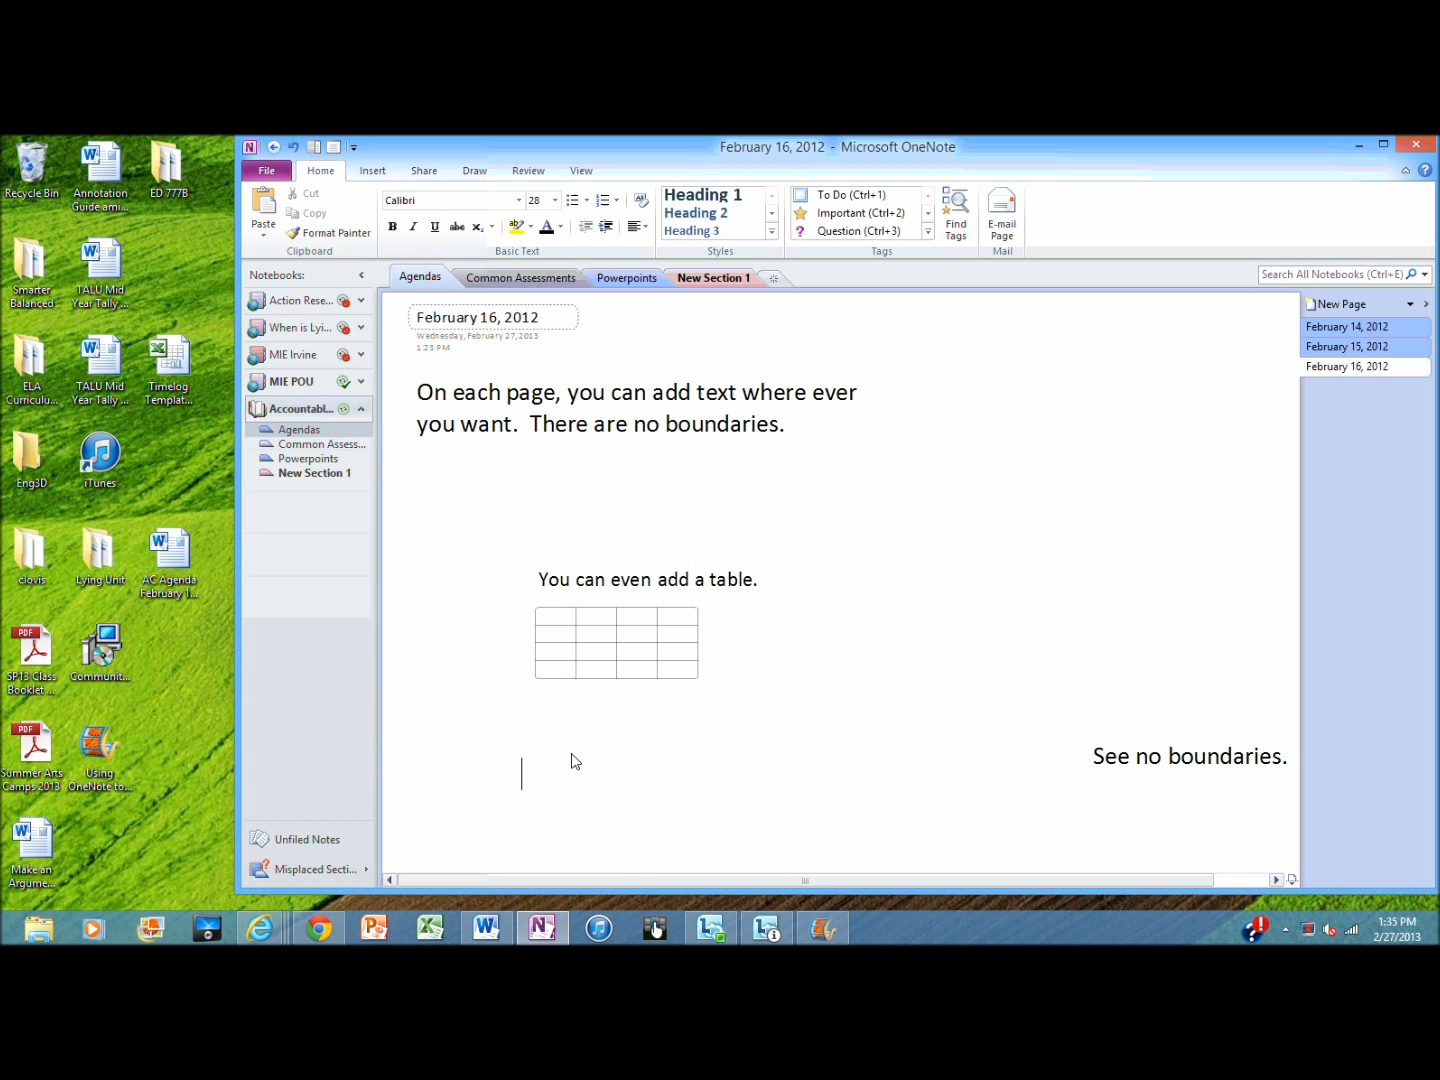 February 16, 2012 - Microsoft OneNote
File Home Insert Share Draw Review View
Paste
Cut
Copy
Format Painter
Clipboard
Calibri 28
B I U abc x₂ A
Basic Text
Heading 1
Heading 2
Heading 3
Styles
To Do (Ctrl+1)
Important (Ctrl+2)
Question (Ctrl+3)
Tags
Find
Tags
E-mail
Page
Mail
Notebooks:
Action Rese...
When is Lyi...
MIE Irvine
MIE POU
Accountabl...
Agendas
Common Assess...
Powerpoints
New Section 1
Unfiled Notes
Misplaced Secti...
Agendas Common Assessments Powerpoints New Section 1
Search All Notebooks (Ctrl+E)
New Page
February 14, 2012
February 15, 2012
February 16, 2012
February 16, 2012
Wednesday, February 27, 2013
1:23 PM
On each page, you can add text where ever
you want. There are no boundaries.
You can even add a table.
See no boundaries.
Recycle Bin
Annotation
Guide ami...
ED 777B
Smarter
Balanced
TALU Mid
Year Tally ...
ELA
Curriculu...
TALU Mid
Year Tally ...
Timelog
Templat...
Eng3D
iTunes
clovis
Lying Unit
AC Agenda
February 1...
PDF
SP13 Class
Booklet ...
Communit...
PDF
Summer Arts
Camps 2013
Using
OneNote to...
Make an
Argume...
1:35 PM
2/27/2013